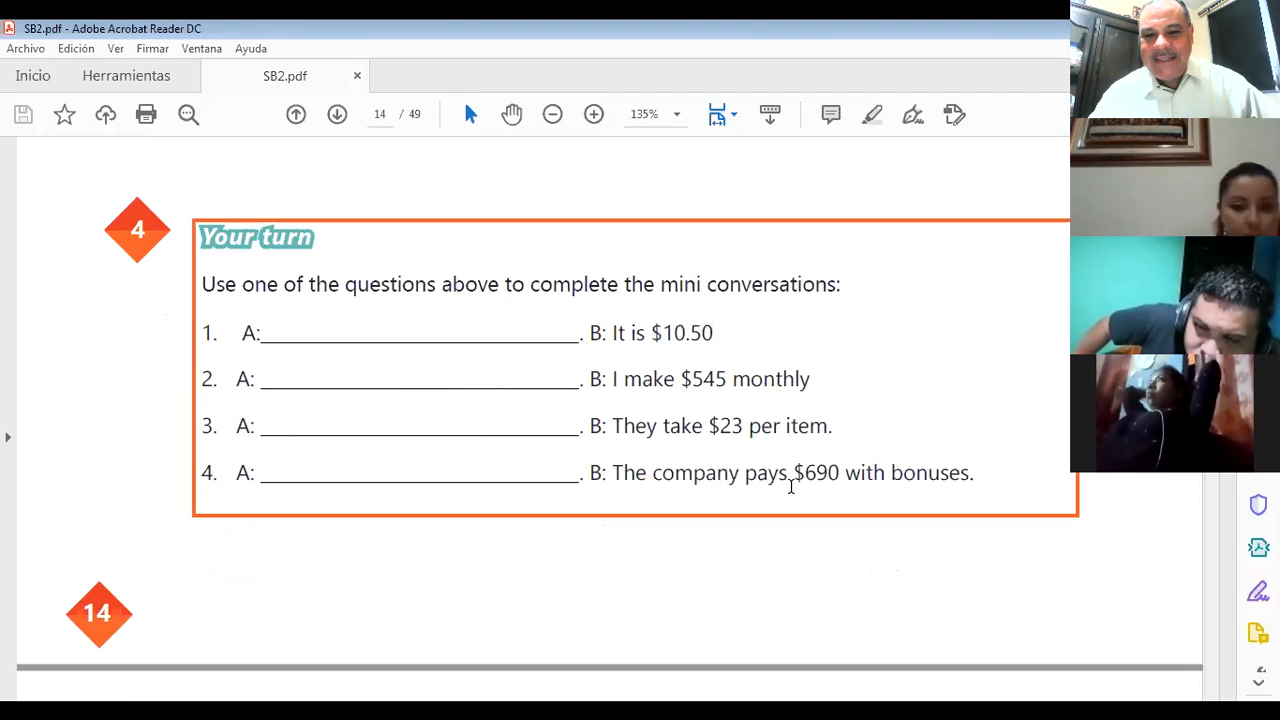 SB2.pdf - Adobe Acrobat Reader DC
Archivo Edición Ver Firmar Ventana Ayuda
Inicio Herramientas SB2.pdf ×
14 / 49 135%
4
Your turn
Use one of the questions above to complete the mini conversations:
1. A:______________________________. B: It is $10.50
2. A: ______________________________. B: I make $545 monthly
3. A: ______________________________. B: They take $23 per item.
4. A: ______________________________. B: The company pays $690 with bonuses.
14